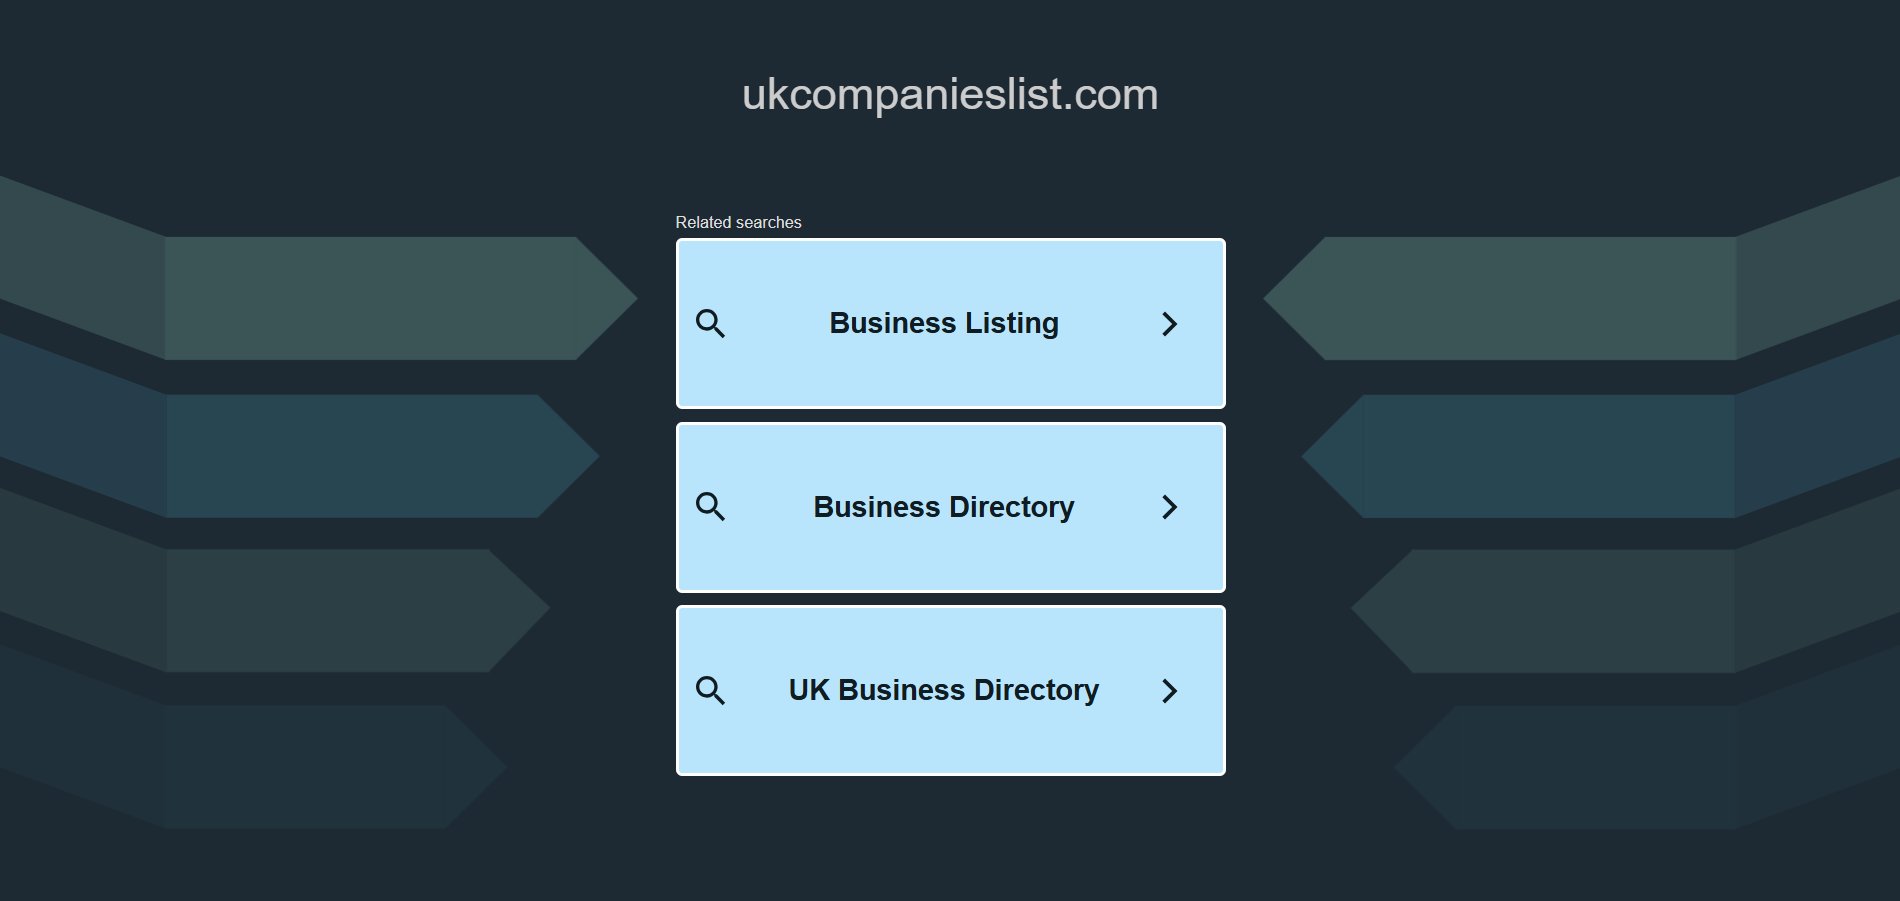 ukcompanieslist.com
Related searches
Business Listing
Business Directory
UK Business Directory